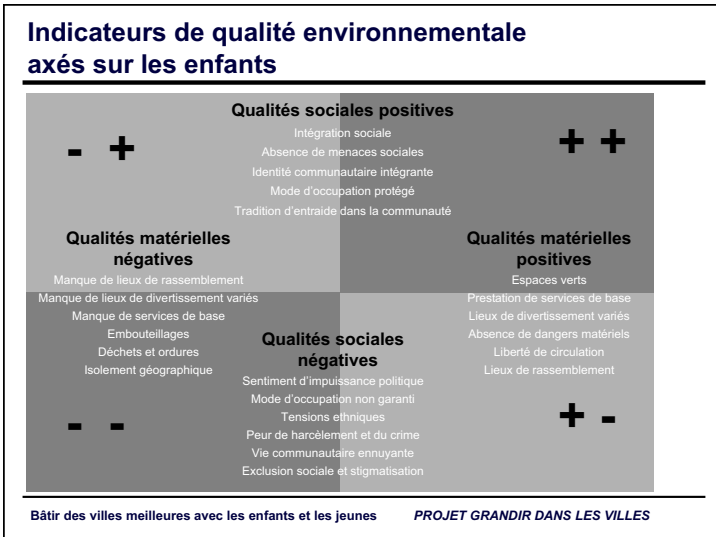 Indicateurs de qualité environnementale
axés sur les enfants
Qualités sociales positives
Intégration sociale
Absence de menaces sociales
Identité communautaire intégrante
Mode d'occupation protégé
Tradition d'entraide dans la communauté
- +
+ +
Qualités matérielles
négatives
Manque de lieux de rassemblement
Manque de lieux de divertissement variés
Manque de services de base
Embouteillages
Déchets et ordures
Isolement géographique
Qualités matérielles
positives
Espaces verts
Prestation de services de base
Lieux de divertissement variés
Absence de dangers matériels
Liberté de circulation
Lieux de rassemblement
Qualités sociales
négatives
Sentiment d'impuissance politique
Mode d'occupation non garanti
Tensions ethniques
Peur de harcèlement et du crime
Vie communautaire ennuyante
Exclusion sociale et stigmatisation
- -
+ -
Bâtir des villes meilleures avec les enfants et les jeunes PROJET GRANDIR DANS LES VILLES